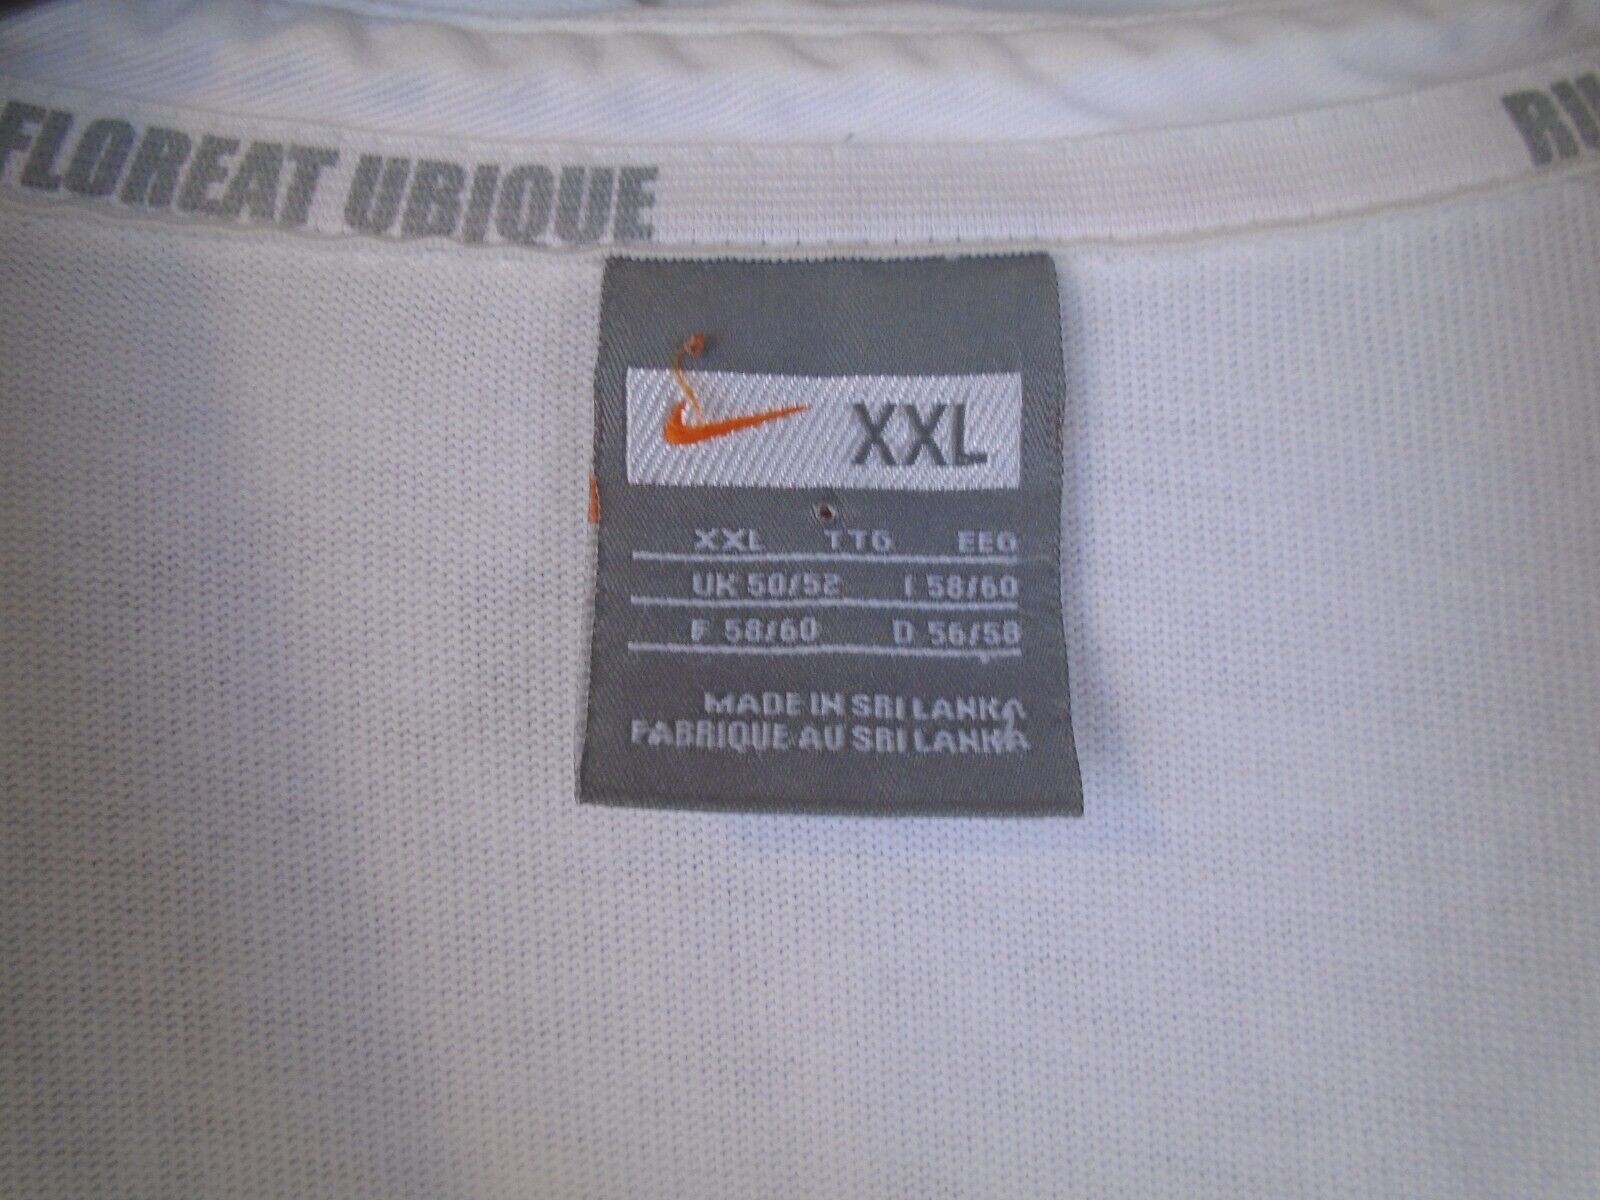 FLOREAT UBIQUE
XXL
XXL TTG EEG
UK 50/52 I 58/60
F 58/60 D 56/58
MADE IN SRI LANKA
FABRIQUE AU SRI LANKA